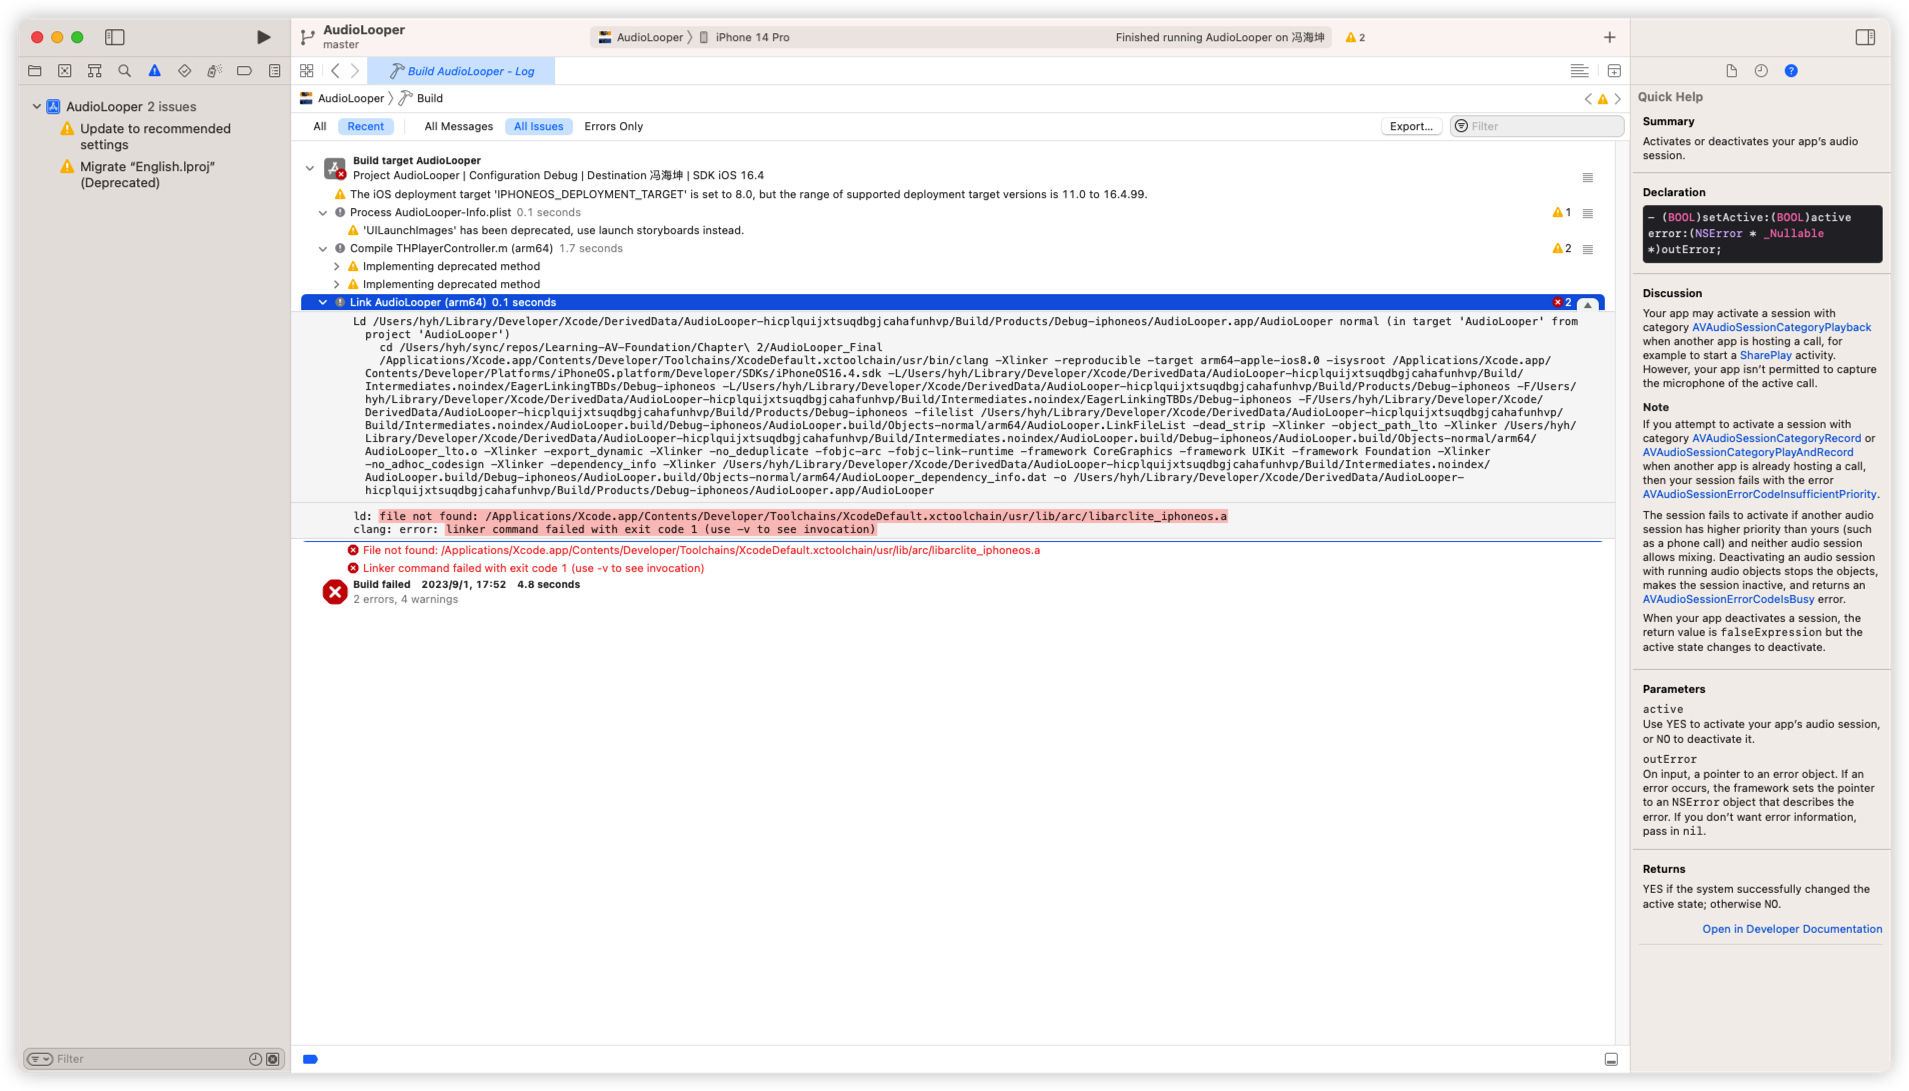 AudioLooper
master
AudioLooper 〉 iPhone 14 Pro
Finished running AudioLooper on 冯海坤
2
Build AudioLooper - Log
AudioLooper 2 issues
Update to recommended
settings
Migrate “English.lproj”
(Deprecated)
Filter
AudioLooper 〉 Build
All Recent All Messages All Issues Errors Only
Export... Filter
Build target AudioLooper
Project AudioLooper | Configuration Debug | Destination 冯海坤 | SDK iOS 16.4
The iOS deployment target 'IPHONEOS_DEPLOYMENT_TARGET' is set to 8.0, but the range of supported deployment target versions is 11.0 to 16.4.99.
Process AudioLooper-Info.plist 0.1 seconds 1
'UILaunchImages' has been deprecated, use launch storyboards instead.
Compile THPlayerController.m (arm64) 1.7 seconds 2
Implementing deprecated method
Implementing deprecated method
Link AudioLooper (arm64) 0.1 seconds 2
Ld /Users/hyh/Library/Developer/Xcode/DerivedData/AudioLooper-hicplquijxtsuqdbgjcahafunhvp/Build/Products/Debug-iphoneos/AudioLooper.app/AudioLooper normal (in target 'AudioLooper' from
project 'AudioLooper')
cd /Users/hyh/sync/repos/Learning-AV-Foundation/Chapter\ 2/AudioLooper_Final
/Applications/Xcode.app/Contents/Developer/Toolchains/XcodeDefault.xctoolchain/usr/bin/clang -Xlinker -reproducible -target arm64-apple-ios8.0 -isysroot /Applications/Xcode.app/
Contents/Developer/Platforms/iPhoneOS.platform/Developer/SDKs/iPhoneOS16.4.sdk -L/Users/hyh/Library/Developer/Xcode/DerivedData/AudioLooper-hicplquijxtsuqdbgjcahafunhvp/Build/
Intermediates.noindex/EagerLinkingTBDs/Debug-iphoneos -L/Users/hyh/Library/Developer/Xcode/DerivedData/AudioLooper-hicplquijxtsuqdbgjcahafunhvp/Build/Products/Debug-iphoneos -F/Users/
hyh/Library/Developer/Xcode/DerivedData/AudioLooper-hicplquijxtsuqdbgjcahafunhvp/Build/Intermediates.noindex/EagerLinkingTBDs/Debug-iphoneos -F/Users/hyh/Library/Developer/Xcode/
DerivedData/AudioLooper-hicplquijxtsuqdbgjcahafunhvp/Build/Products/Debug-iphoneos -filelist /Users/hyh/Library/Developer/Xcode/DerivedData/AudioLooper-hicplquijxtsuqdbgjcahafunhvp/
Build/Intermediates.noindex/AudioLooper.build/Debug-iphoneos/AudioLooper.build/Objects-normal/arm64/AudioLooper.LinkFileList -dead_strip -Xlinker -object_path_lto -Xlinker /Users/hyh/
Library/Developer/Xcode/DerivedData/AudioLooper-hicplquijxtsuqdbgjcahafunhvp/Build/Intermediates.noindex/AudioLooper.build/Debug-iphoneos/AudioLooper.build/Objects-normal/arm64/
AudioLooper_lto.o -Xlinker -export_dynamic -Xlinker -no_deduplicate -fobjc-arc -fobjc-link-runtime -framework CoreGraphics -framework UIKit -framework Foundation -Xlinker
-no_adhoc_codesign -Xlinker -dependency_info -Xlinker /Users/hyh/Library/Developer/Xcode/DerivedData/AudioLooper-hicplquijxtsuqdbgjcahafunhvp/Build/Intermediates.noindex/
AudioLooper.build/Debug-iphoneos/AudioLooper.build/Objects-normal/arm64/AudioLooper_dependency_info.dat -o /Users/hyh/Library/Developer/Xcode/DerivedData/AudioLooper-
hicplquijxtsuqdbgjcahafunhvp/Build/Products/Debug-iphoneos/AudioLooper.app/AudioLooper
ld: file not found: /Applications/Xcode.app/Contents/Developer/Toolchains/XcodeDefault.xctoolchain/usr/lib/arc/libarclite_iphoneos.a
clang: error: linker command failed with exit code 1 (use -v to see invocation)
File not found: /Applications/Xcode.app/Contents/Developer/Toolchains/XcodeDefault.xctoolchain/usr/lib/arc/libarclite_iphoneos.a
Linker command failed with exit code 1 (use -v to see invocation)
Build failed 2023/9/1, 17:52 4.8 seconds
2 errors, 4 warnings
Quick Help
Summary
Activates or deactivates your app’s audio
session.
Declaration
- (BOOL)setActive:(BOOL)active
error:(NSError * _Nullable
*)outError;
Discussion
Your app may activate a session with
category AVAudioSessionCategoryPlayback
when another app is hosting a call, for
example to start a SharePlay activity.
However, your app isn’t permitted to capture
the microphone of the active call.
Note
If you attempt to activate a session with
category AVAudioSessionCategoryRecord or
AVAudioSessionCategoryPlayAndRecord
when another app is already hosting a call,
then your session fails with the error
AVAudioSessionErrorCodeInsufficientPriority.
The session fails to activate if another audio
session has higher priority than yours (such
as a phone call) and neither audio session
allows mixing. Deactivating an audio session
with running audio objects stops the objects,
makes the session inactive, and returns an
AVAudioSessionErrorCodeIsBusy error.
When your app deactivates a session, the
return value is falseExpression but the
active state changes to deactivate.
Parameters
active
Use YES to activate your app’s audio session,
or NO to deactivate it.
outError
On input, a pointer to an error object. If an
error occurs, the framework sets the pointer
to an NSError object that describes the
error. If you don’t want error information,
pass in nil.
Returns
YES if the system successfully changed the
active state; otherwise NO.
Open in Developer Documentation